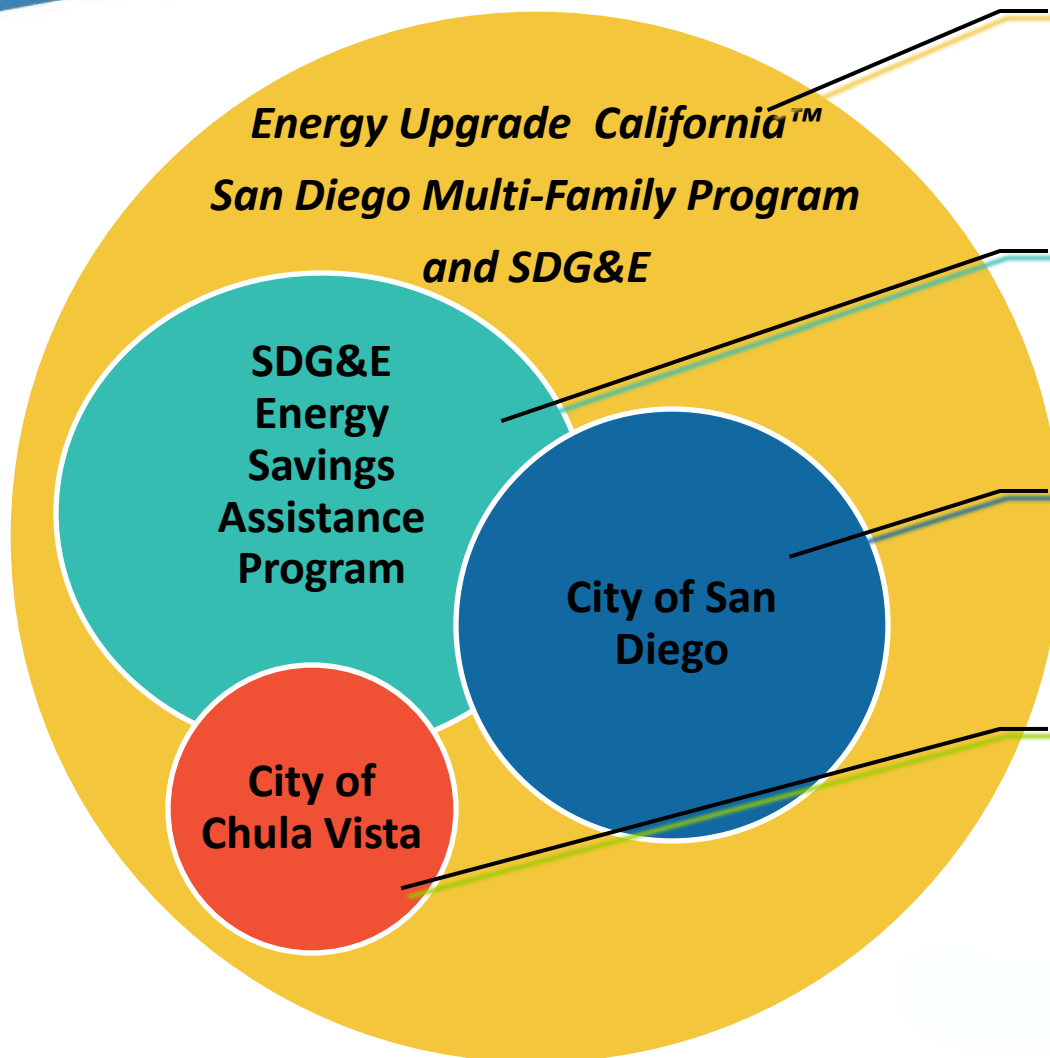 Energy Upgrade California™
San Diego Multi-Family Program
and SDG&E
SDG&E
Energy
Savings
Assistance
Program
City of San
Diego
City of
Chula Vista